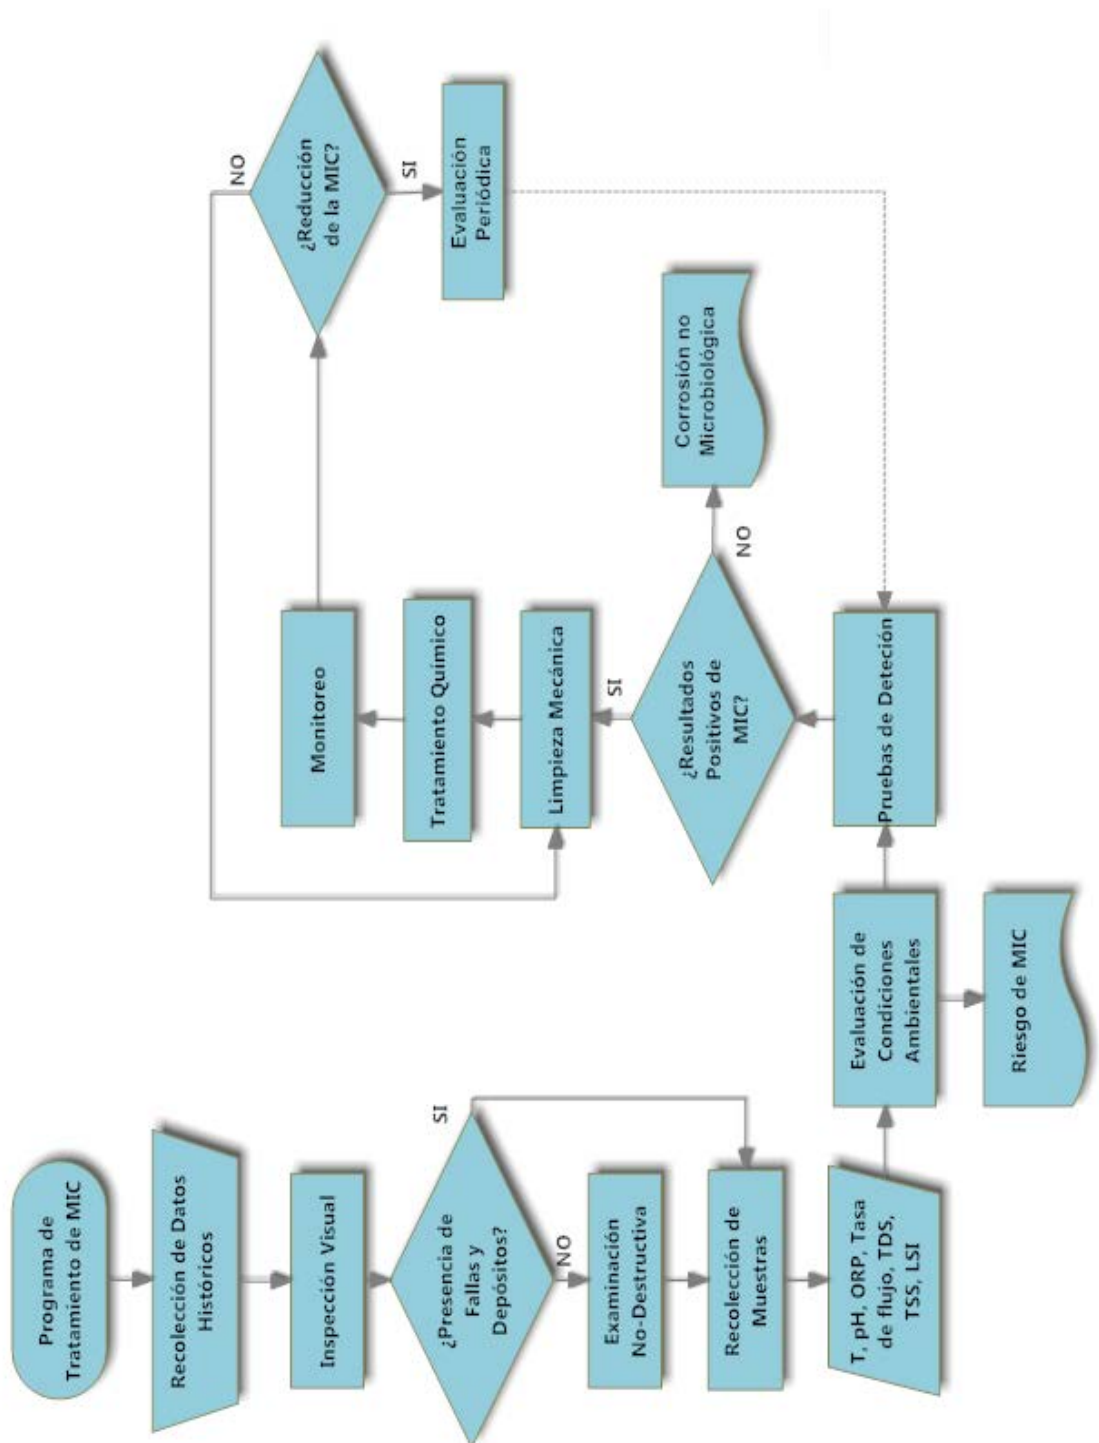 Programa de
Tratamiento de MIC
Recolección de Datos
Históricos
Inspección Visual
¿Presencia de
Fallas y
Depósitos?
SI
NO
Examinación
No-Destructiva
Recolección de
Muestras
T, pH, ORP, Tasa
de flujo, TDS,
TSS, LSI
Evaluación de
Condiciones
Ambientales
Riesgo de MIC
Pruebas de Deteción
¿Resultados
Positivos de
MIC?
SI
NO
Corrosión no
Microbiológica
Limpieza Mecánica
Tratamiento Químico
Monitoreo
¿Reducción
de la MIC?
NO
SI
Evaluación
Periódica